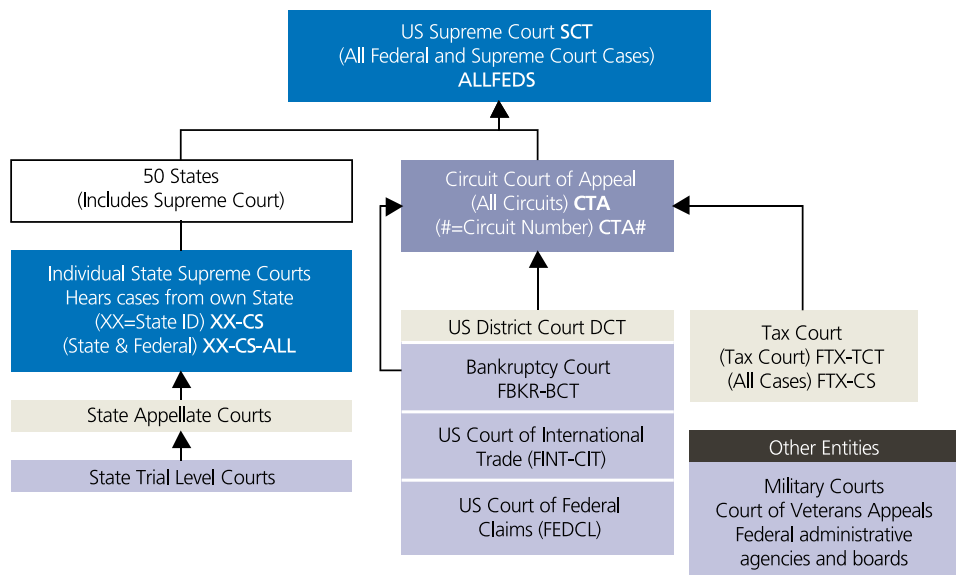 US Supreme Court SCT
(All Federal and Supreme Court Cases)
ALLFEDS
50 States
(Includes Supreme Court)
Circuit Court of Appeal
(All Circuits) CTA
(#=Circuit Number) CTA#
Individual State Supreme Courts
Hears cases from own State
(XX=State ID) XX-CS
(State & Federal) XX-CS-ALL
State Appellate Courts
State Trial Level Courts
US District Court DCT
Bankruptcy Court
FBKR-BCT
US Court of International
Trade (FINT-CIT)
US Court of Federal
Claims (FEDCL)
Tax Court
(Tax Court) FTX-TCT
(All Cases) FTX-CS
Other Entities
Military Courts
Court of Veterans Appeals
Federal administrative
agencies and boards